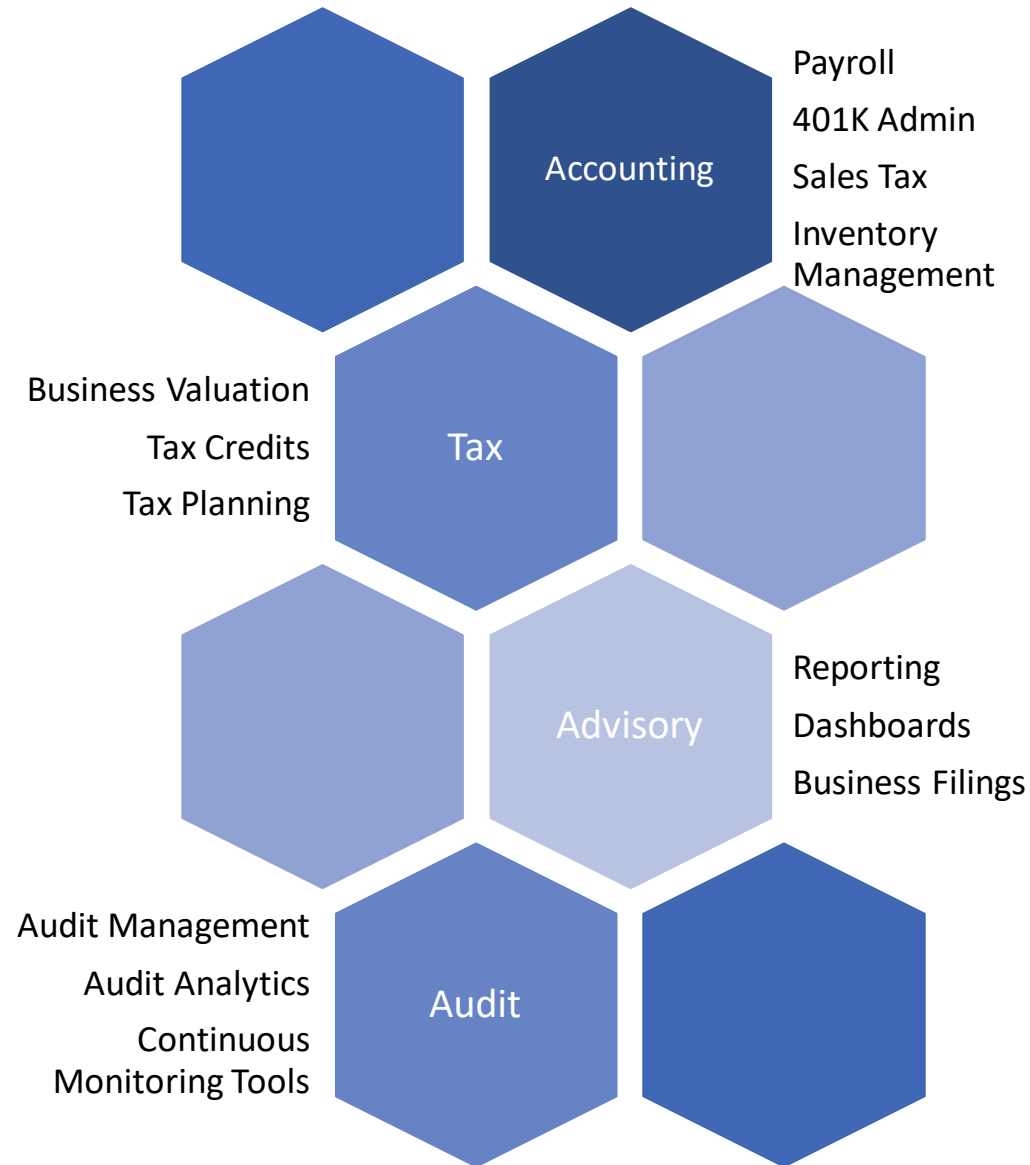 Accounting
Payroll
401K Admin
Sales Tax
Inventory
Management
Tax
Business Valuation
Tax Credits
Tax Planning
Advisory
Reporting
Dashboards
Business Filings
Audit
Audit Management
Audit Analytics
Continuous
Monitoring Tools